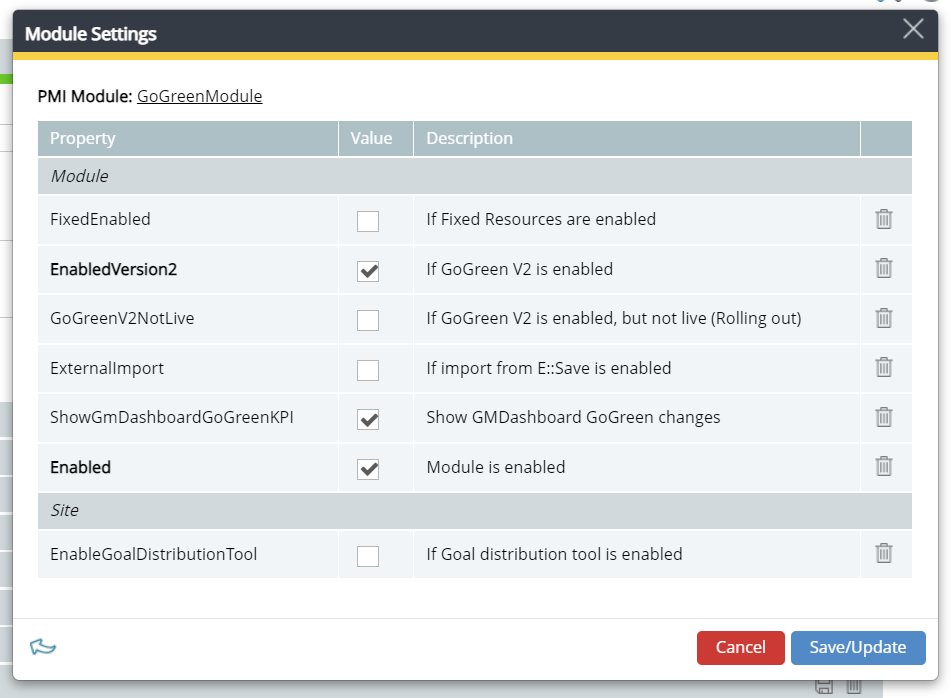 Module Settings
PMI Module: GoGreenModule
Property Value Description
Module
FixedEnabled If Fixed Resources are enabled
EnabledVersion2 If GoGreen V2 is enabled
GoGreenV2NotLive If GoGreen V2 is enabled, but not live (Rolling out)
ExternalImport If import from E::Save is enabled
ShowGmDashboardGoGreenKPI Show GMDashboard GoGreen changes
Enabled Module is enabled
Site
EnableGoalDistributionTool If Goal distribution tool is enabled
Cancel Save/Update